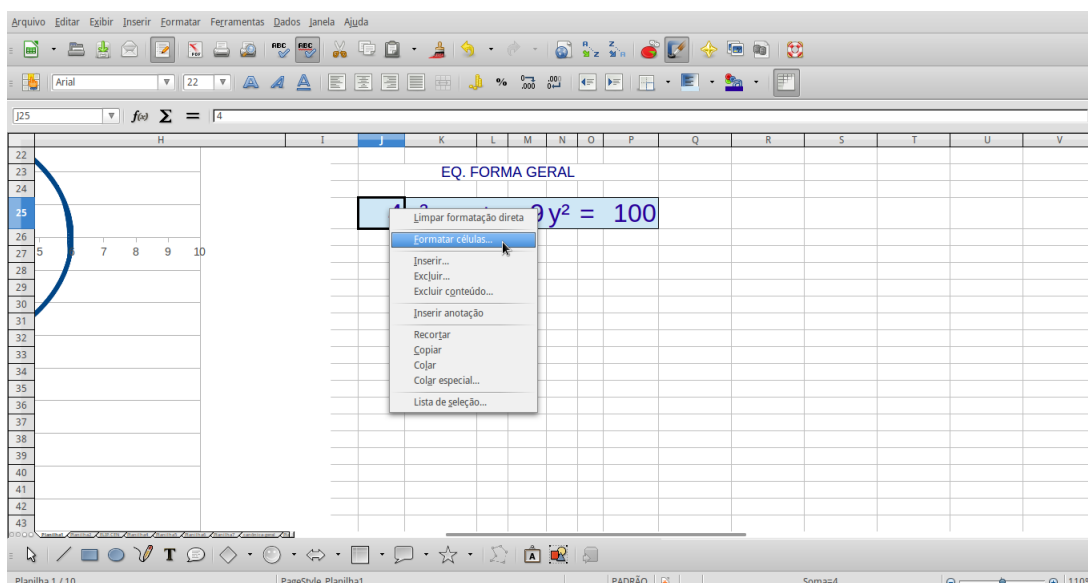 Arquivo Editar Exibir Inserir Formatar Ferramentas Dados Janela Ajuda
Arial 22
J25 f(x) Σ = 4
H I J K L M N O P Q R S T U V
22
23 EQ. FORMA GERAL
24
25 9 y² = 100
26
27 5 7 8 9 10
28
29
30
31
32
33
34
35
36
37
38
39
40
41
42
43
Limpar formatação direta
Formatar células...
Inserir...
Excluir...
Excluir conteúdo...
Inserir anotação
Recortar
Copiar
Colar
Colar especial...
Lista de seleção...
Planilha 1 / 10 PageStyle_Planilha1 PADRÃO Soma=4